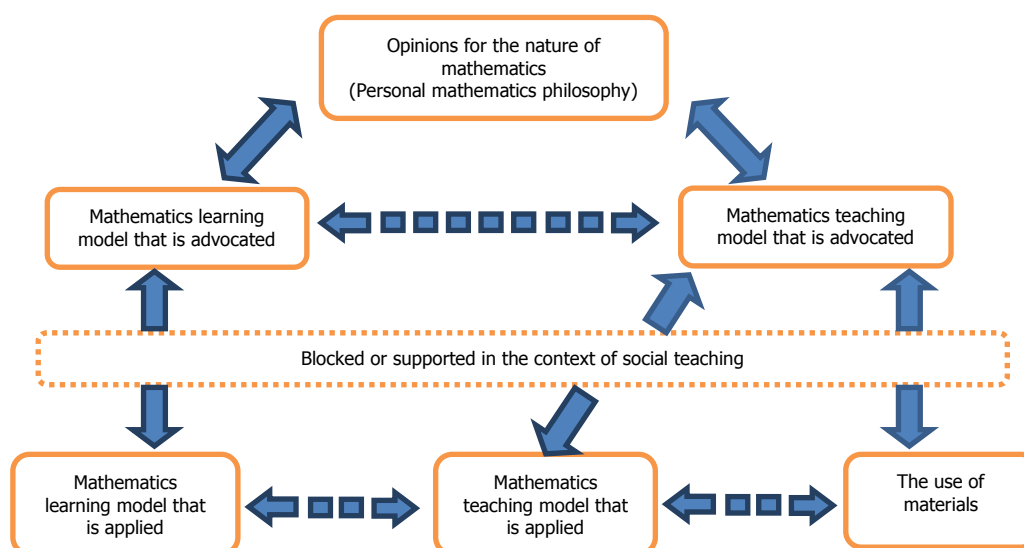 Opinions for the nature of
mathematics
(Personal mathematics philosophy)
Mathematics learning
model that is advocated
Mathematics teaching
model that is advocated
Blocked or supported in the context of social teaching
Mathematics
learning model that
is applied
Mathematics
teaching model that
is applied
The use of
materials